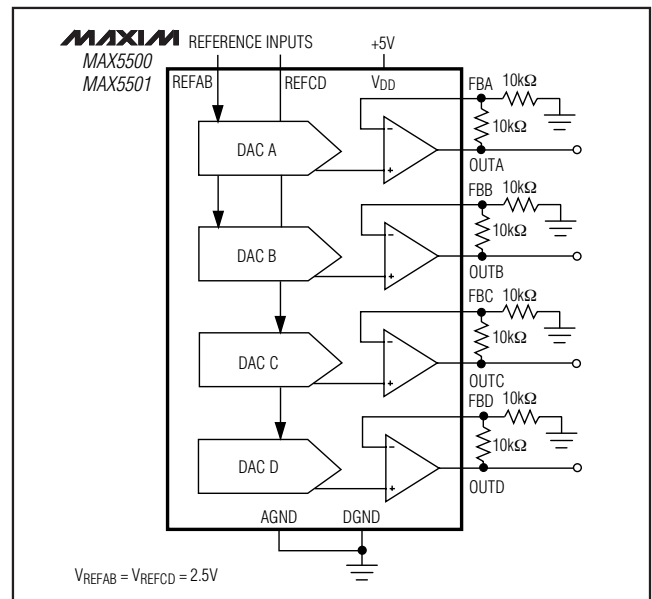 MAXIM REFERENCE INPUTS +5V
MAX5500
MAX5501
REFAB REFCD VDD FBA 10kΩ
10kΩ
DAC A
-
+
OUTA
FBB 10kΩ
10kΩ
DAC B
-
+
OUTB
FBC 10kΩ
10kΩ
DAC C
-
+
OUTC
FBD 10kΩ
10kΩ
DAC D
-
+
OUTD
AGND DGND
VREFAB = VREFCD = 2.5V